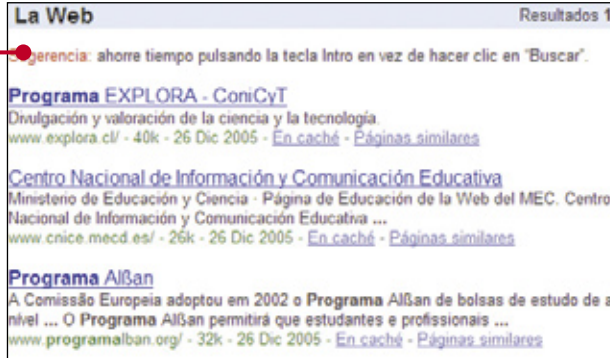 La Web Resultados 1
Sugerencia: ahorre tiempo pulsando la tecla Intro en vez de hacer clic en "Buscar".
Programa EXPLORA - ConiCyT
Divulgación y valoración de la ciencia y la tecnología.
www.explora.cl/ - 40k - 26 Dic 2005 - En caché - Páginas similares
Centro Nacional de Información y Comunicación Educativa
Ministerio de Educación y Ciencia - Página de Educación de la Web del MEC. Centro
Nacional de Información y Comunicación Educativa ...
www.cnice.mecd.es/ - 26k - 26 Dic 2005 - En caché - Páginas similares
Programa Alßan
A Comissão Europeia adoptou em 2002 o Programa Alßan de bolsas de estudo de a
nível ... O Programa Alßan permitirá que estudantes e profissionais ...
www.programalban.org/ - 32k - 26 Dic 2005 - En caché - Páginas similares